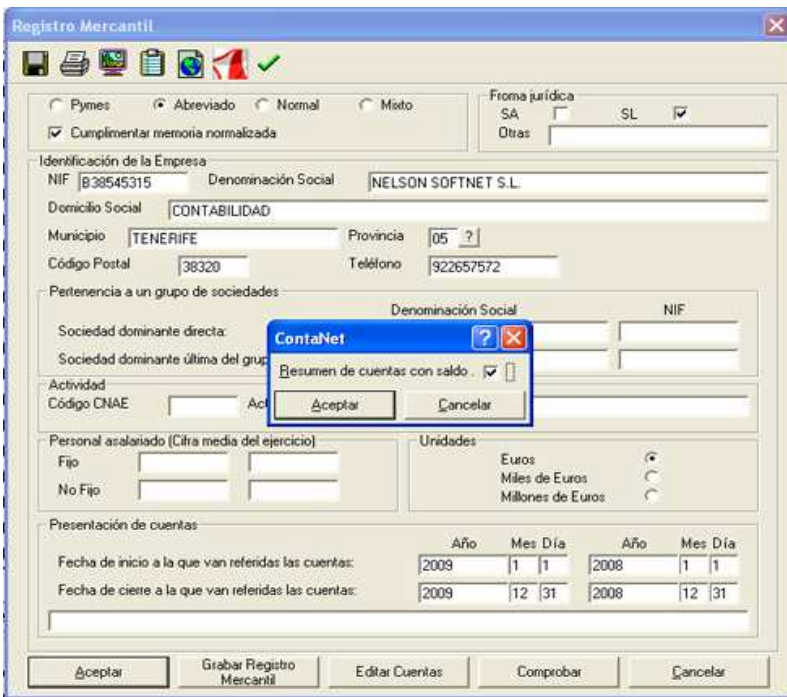 Registro Mercantil
Pymes Abreviado Normal Mixto
Cumplimentar memoria normalizada
Froma jurídica
SA SL
Otras
Identificación de la Empresa
NIF B38545315 Denominación Social NELSON SOFTNET S.L.
Domicilio Social CONTABILIDAD
Municipio TENERIFE Provincia 05 ?
Código Postal 38320 Teléfono 922657572
Pertenencia a un grupo de sociedades
Denominación Social NIF
Sociedad dominante directa:
Sociedad dominante última del grup
ContaNet
Resumen de cuentas con saldo .
Aceptar Cancelar
Actividad
Código CNAE Act
Personal asalariado (Cifra media del ejercicio)
Fijo
No Fijo
Unidades
Euros
Miles de Euros
Millones de Euros
Presentación de cuentas
Año Mes Día Año Mes Día
Fecha de inicio a la que van referidas las cuentas: 2009 1 1 2008 1 1
Fecha de cierre a la que van referidas las cuentas: 2009 12 31 2008 12 31
Aceptar Grabar Registro Mercantil Editar Cuentas Comprobar Cancelar